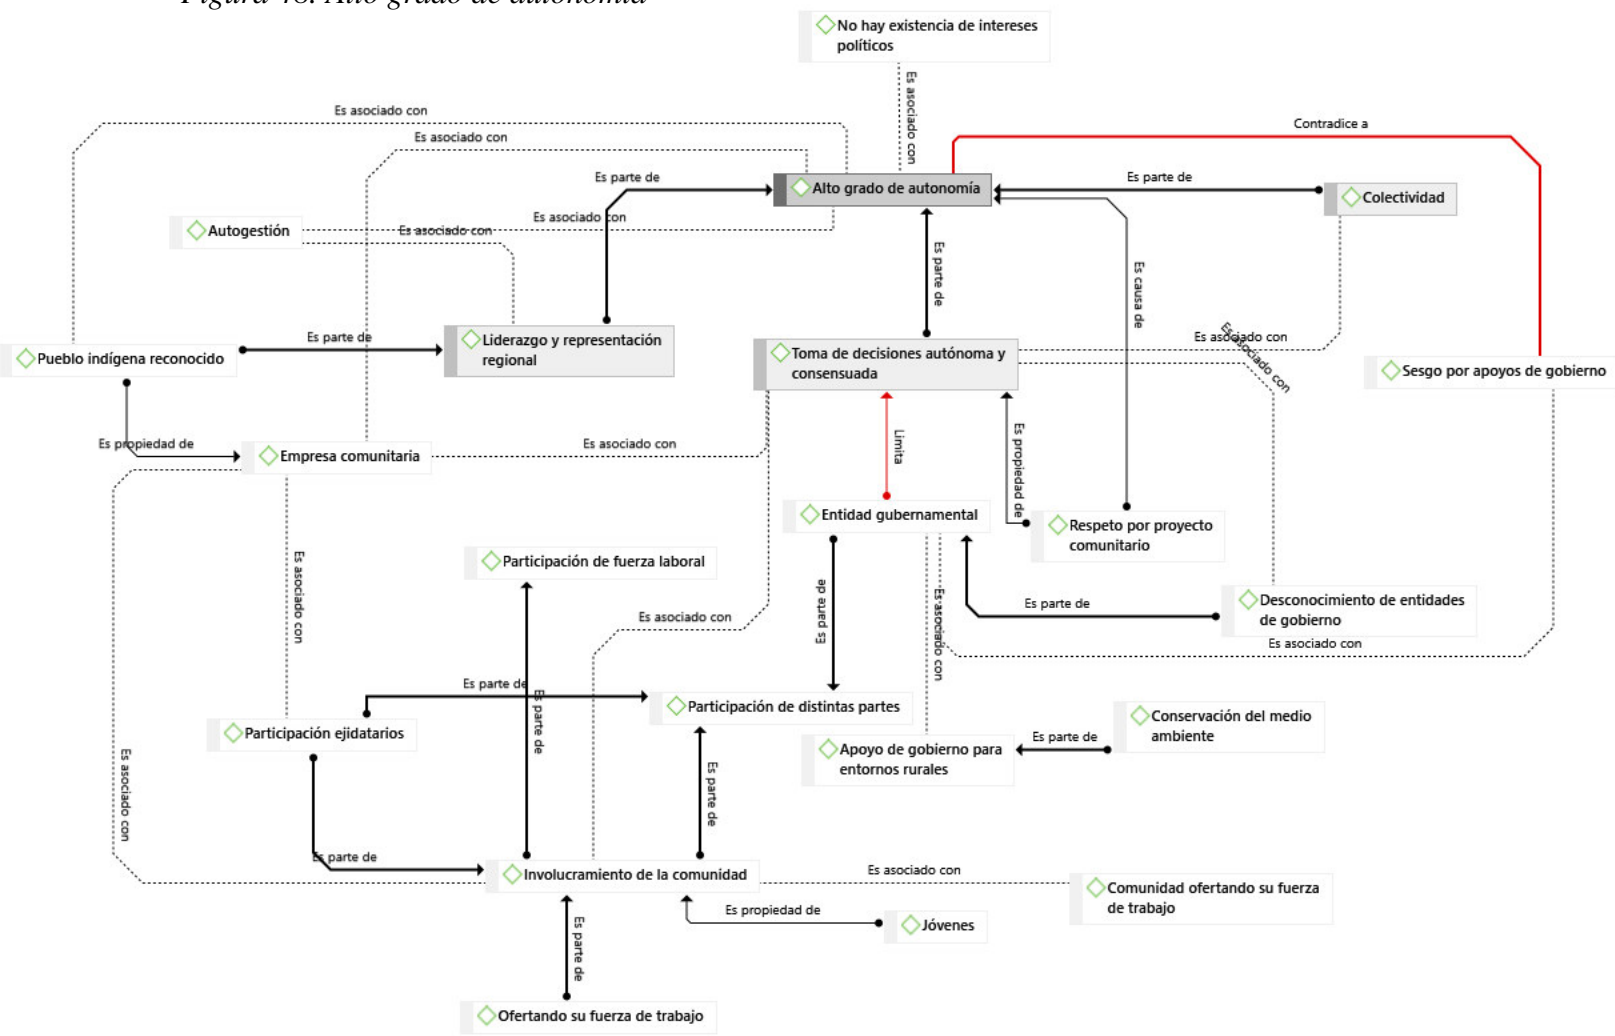 Figura 48. Alto grado de autonomía
No hay existencia de intereses
políticos
Es asociado con
Es asociado con
Es asociado con
Contradice a
Es parte de
Alto grado de autonomía
Es parte de
Colectividad
Es asociado con
Autogestión
Es asociado con
Es parte de
Es causa de
Pueblo indígena reconocido
Es parte de
Liderazgo y representación
regional
Toma de decisiones autónoma y
consensuada
Es asociado con
Es asociado con
Sesgo por apoyos de gobierno
Es propiedad de
Empresa comunitaria
Es asociado con
Limita
Es propiedad de
Entidad gubernamental
Respeto por proyecto
comunitario
Es asociado con
Participación de fuerza laboral
Es parte de
Es asociado con
Es parte de
Desconocimiento de entidades
de gobierno
Es asociado con
Es asociado con
Es parte de
Es parte de
Participación de distintas partes
Participación ejidatarios
Es asociado con
Es parte de
Apoyo de gobierno para
entornos rurales
Es parte de
Conservación del medio
ambiente
Es parte de
Involucramiento de la comunidad
Es asociado con
Comunidad ofertando su fuerza
de trabajo
Es propiedad de
Jóvenes
Es parte de
Ofertando su fuerza de trabajo